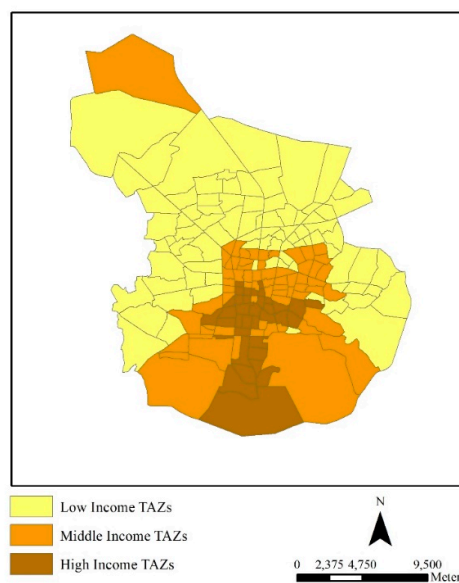 Low Income TAZs
Middle Income TAZs
High Income TAZs
N
0 2,375 4,750 9,500
Meter